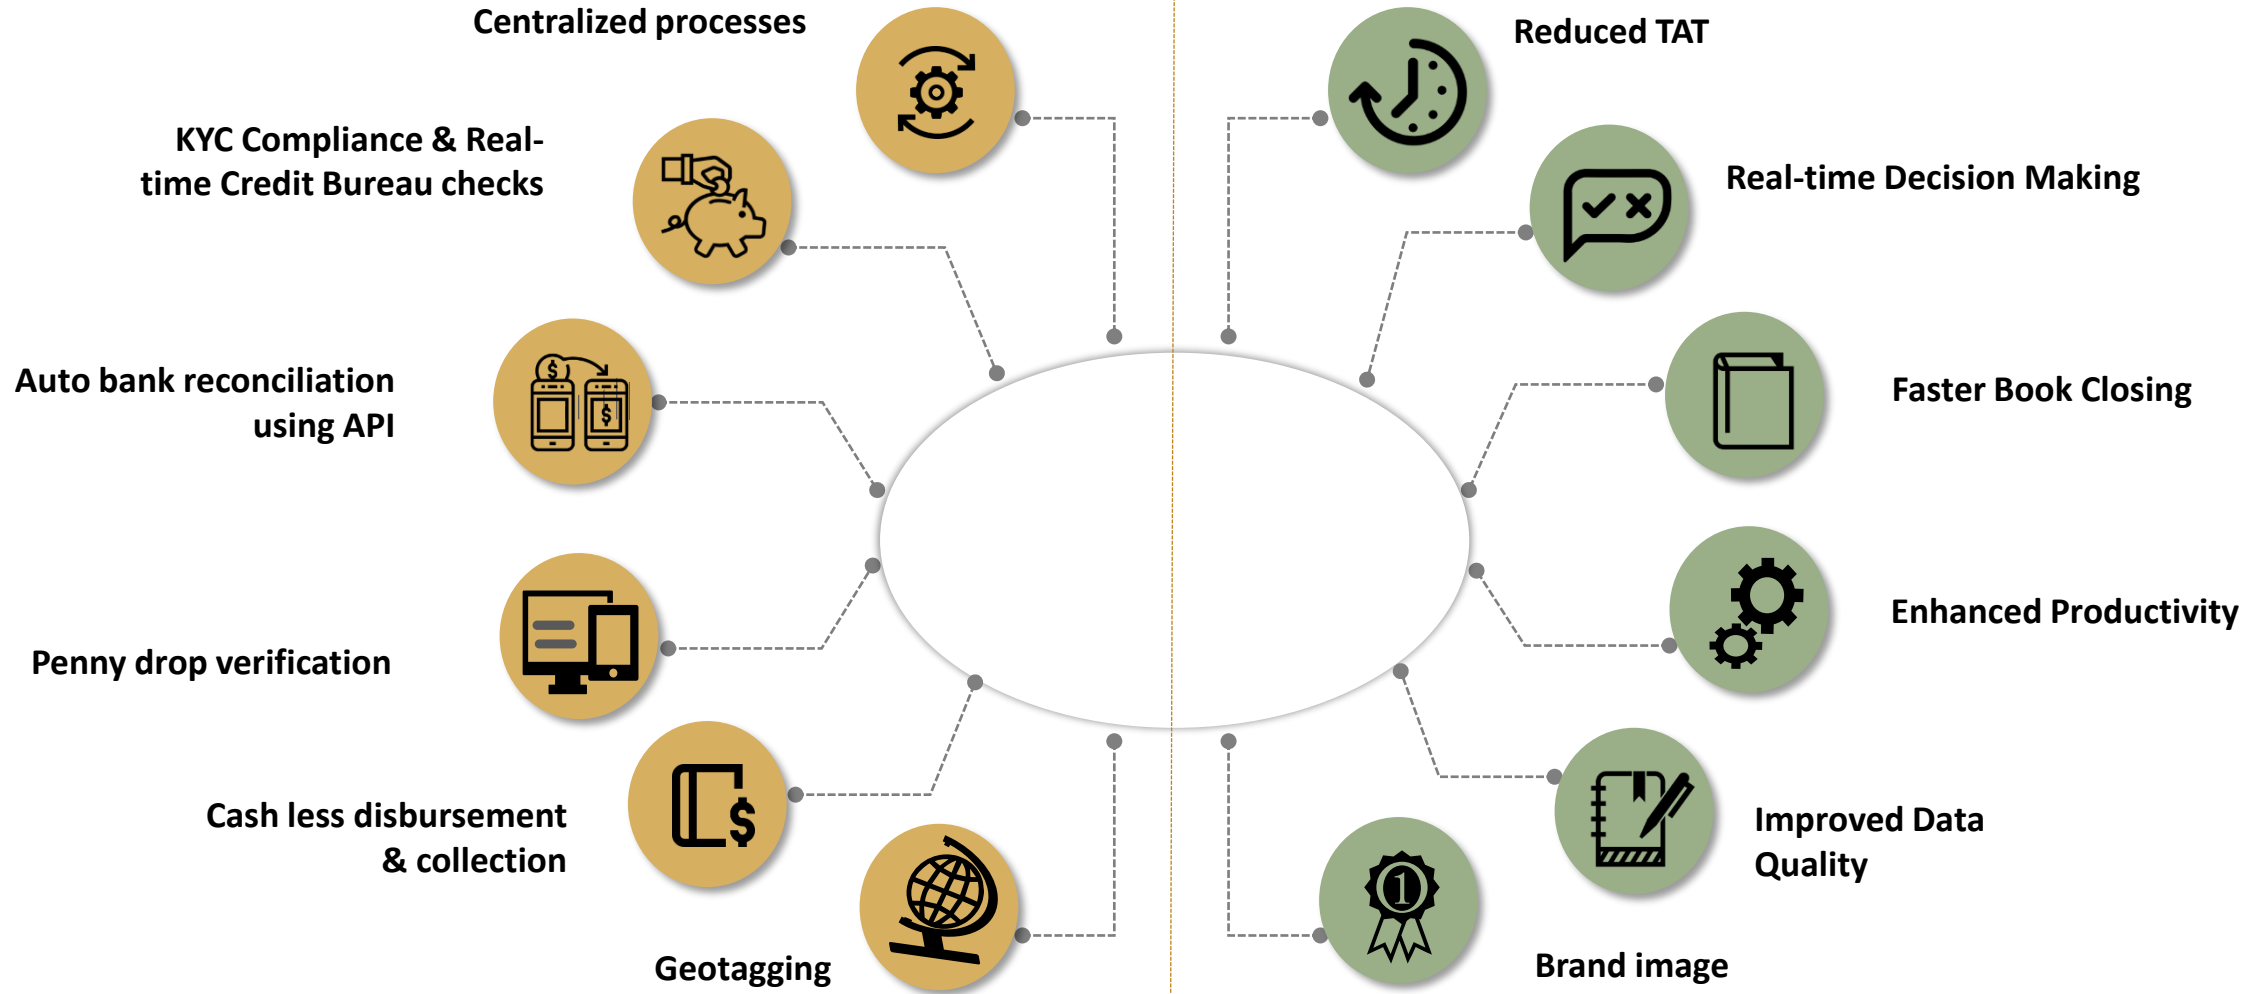 Centralized processes
KYC Compliance & Real-
time Credit Bureau checks
Auto bank reconciliation
using API
Penny drop verification
Cash less disbursement
& collection
Geotagging
Reduced TAT
Real-time Decision Making
Faster Book Closing
Enhanced Productivity
Improved Data
Quality
Brand image
$
$
$
1